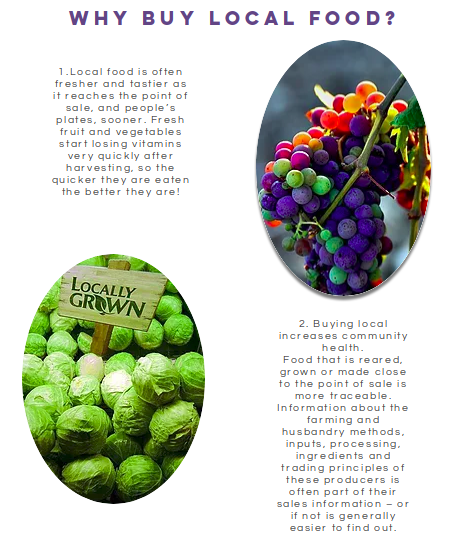 WHY BUY LOCAL FOOD?
1.Local food is often
fresher and tastier as
it reaches the point of
sale, and people's
plates, sooner. Fresh
fruit and vegetables
start losing vitamins
very quickly after
harvesting, so the
quicker they are eaten
the better they are!
LOCALLY
GROWN
2. Buying local
increases community
health.
Food that is reared,
grown or made close
to the point of sale is
more traceable.
Information about the
farming and
husbandry methods,
inputs, processing,
ingredients and
trading principles of
these producers is
often part of their
sales information – or
if not is generally
easier to find out.